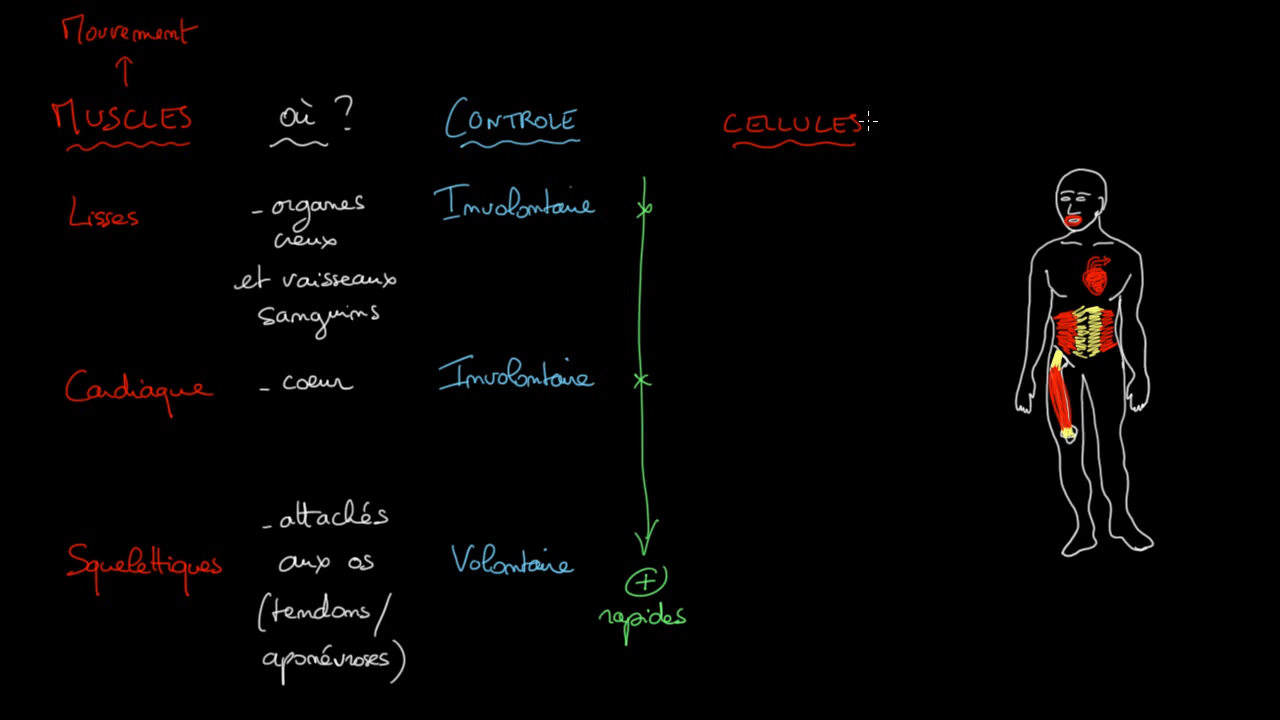 Mouvement
MUSCLES
où ?
CONTROLE
CELLULES
Lisses
- organes
creux
et vaisseaux
sanguins
Involontaire
Cardiaque
- coeur
Involontaire
Squelettiques
- attachés
aux os
(tendons/
aponévroses)
Volontaire
+
rapides